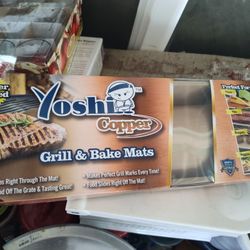 Yoshi
Copper
Grill & Bake Mats
Right Through The Mat!
Off The Grate & Tasting Great!
• Makes Perfect Grill Marks Every Time!
• Food Slides Right Off The Mat!
Perfect For